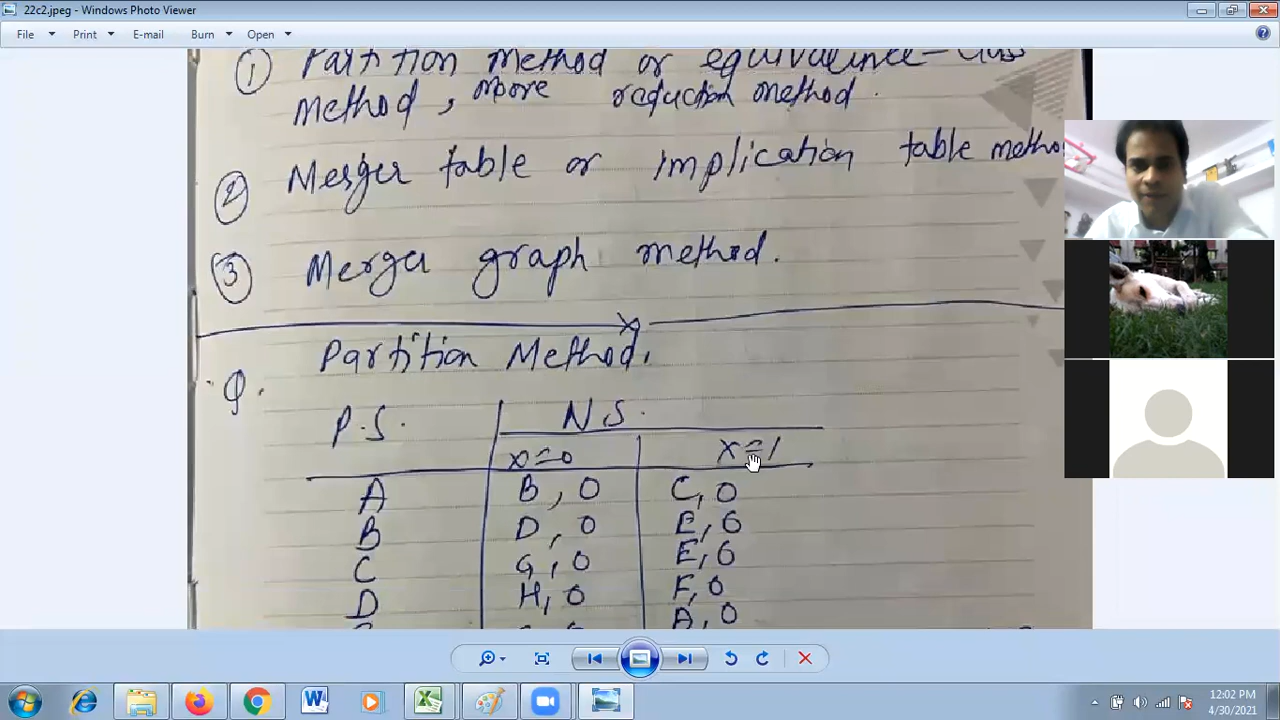 22c2.jpeg - Windows Photo Viewer
File Print E-mail Burn Open
① Partition Method or equivalence-Class
Method, Moore reduction method.
② Merger table or implication table metho
③ Merger graph method.
Q. Partition Method.
P.S. N.S.
x=0 x=1
A B, 0 C, 0
B D, 0 E, 0
C G, 0 E, 0
D H, 0 F, 0
A, 0
12:02 PM
4/30/2021